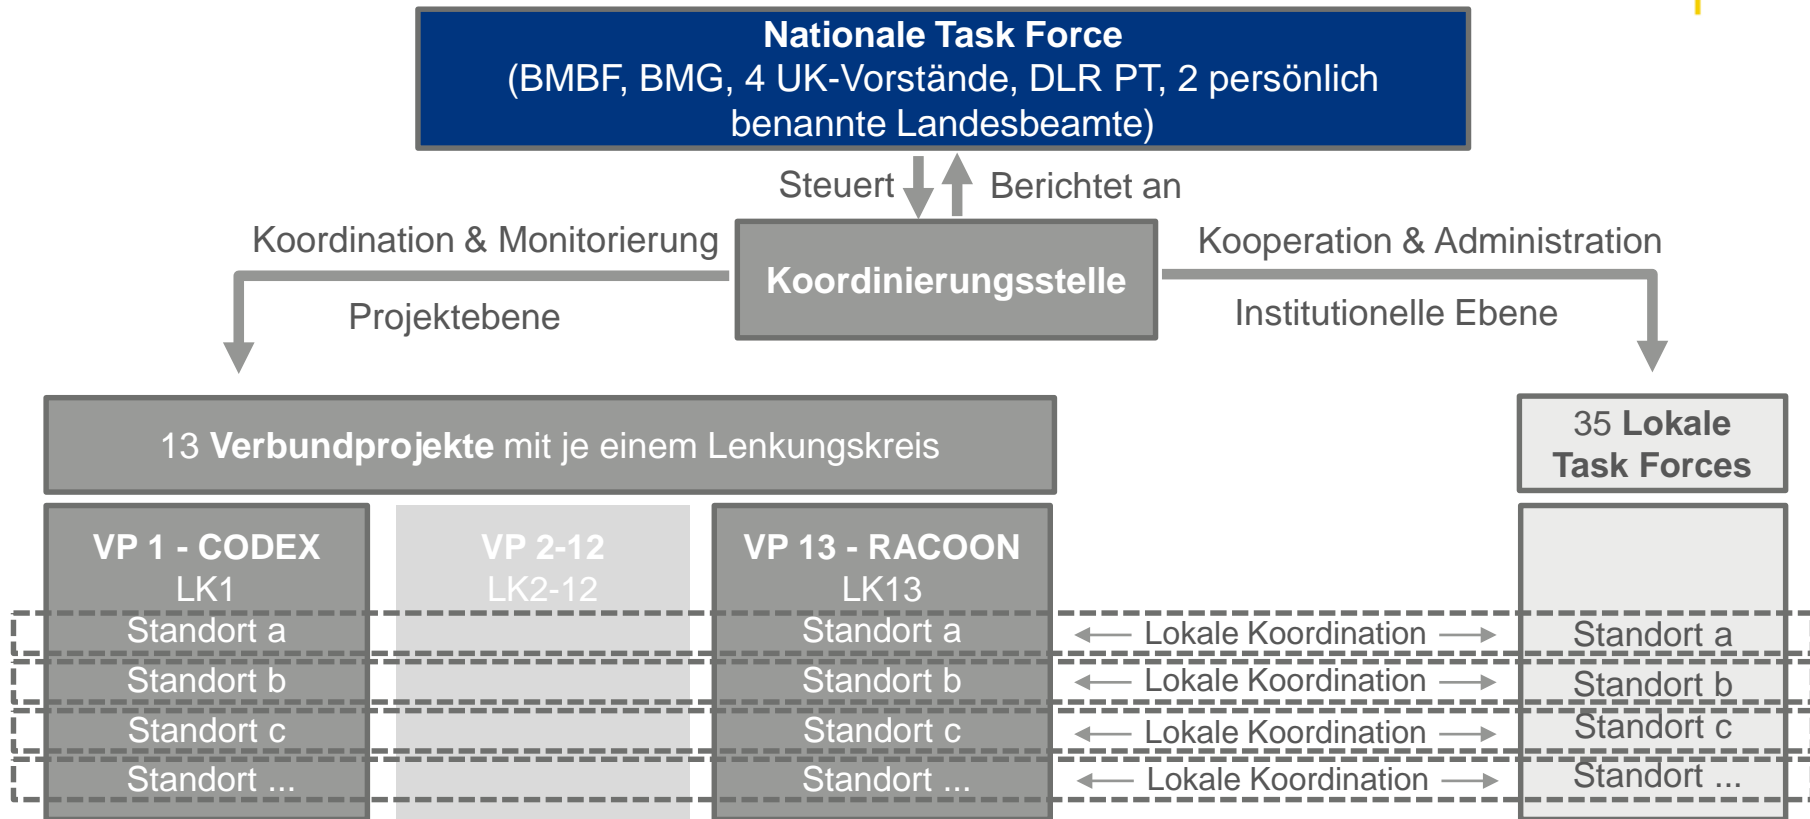 Nationale Task Force
(BMBF, BMG, 4 UK-Vorstände, DLR PT, 2 persönlich
benannte Landesbeamte)
Steuert
Berichtet an
Koordination & Monitorierung
Projektebene
Koordinierungsstelle
Kooperation & Administration
Institutionelle Ebene
13 Verbundprojekte mit je einem Lenkungskreis
35 Lokale
Task Forces
VP 1 - CODEX
LK1
VP 2-12
LK2-12
VP 13 - RACOON
LK13
Standort a
Standort a
Lokale Koordination
Standort a
Standort b
Standort b
Lokale Koordination
Standort b
Standort c
Standort c
Lokale Koordination
Standort c
Standort ...
Standort ...
Lokale Koordination
Standort ...